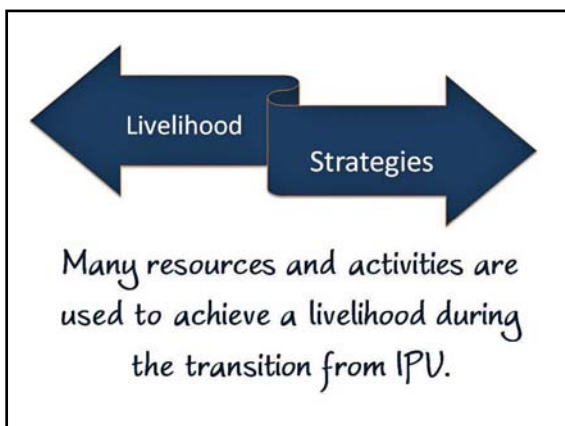 Livelihood
Strategies
Many resources and activities are
used to achieve a livelihood during
the transition from IPV.